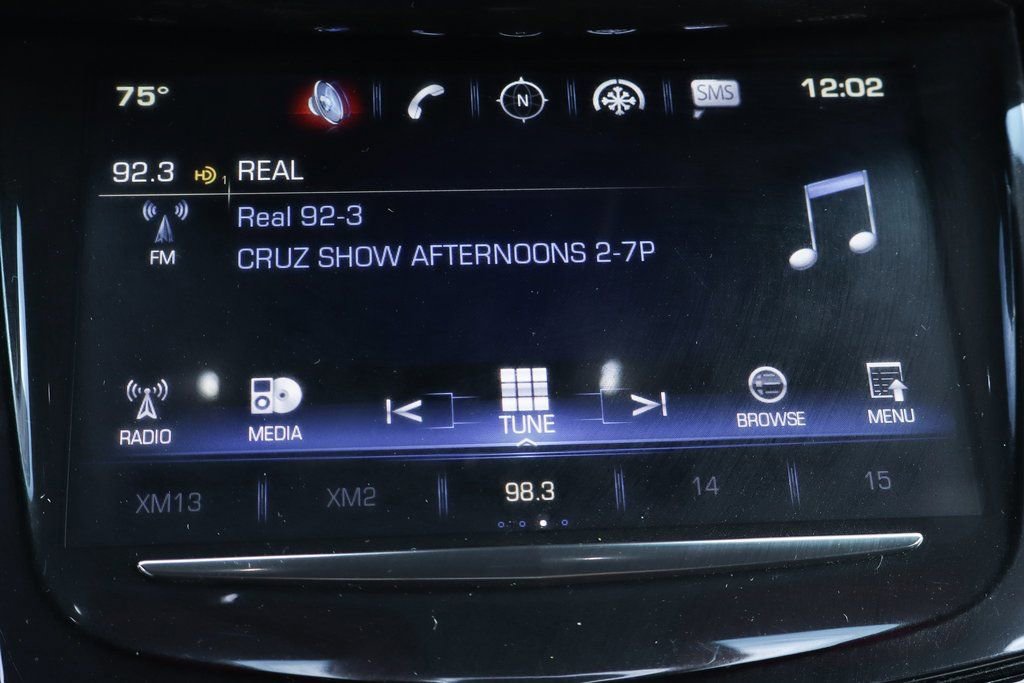 75° N SMS 12:02
92.3 HD 1 REAL
Real 92-3
FM CRUZ SHOW AFTERNOONS 2-7P
RADIO MEDIA TUNE BROWSE MENU
XM13 XM2 98.3 14 15